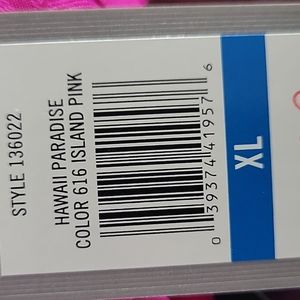 STYLE 136022
HAWAII PARADISE
COLOR 616 ISLAND PINK
0 39374 41957 6
XL